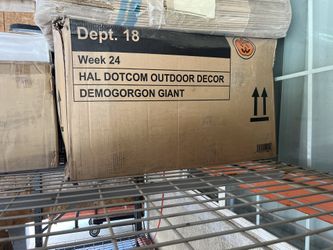 Dept. 18
Week 24
HAL DOTCOM OUTDOOR DECOR
DEMOGORGON GIANT